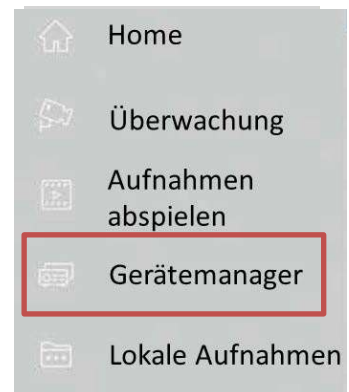 Home
Überwachung
Aufnahmen
abspielen
Gerätemanager
Lokale Aufnahmen